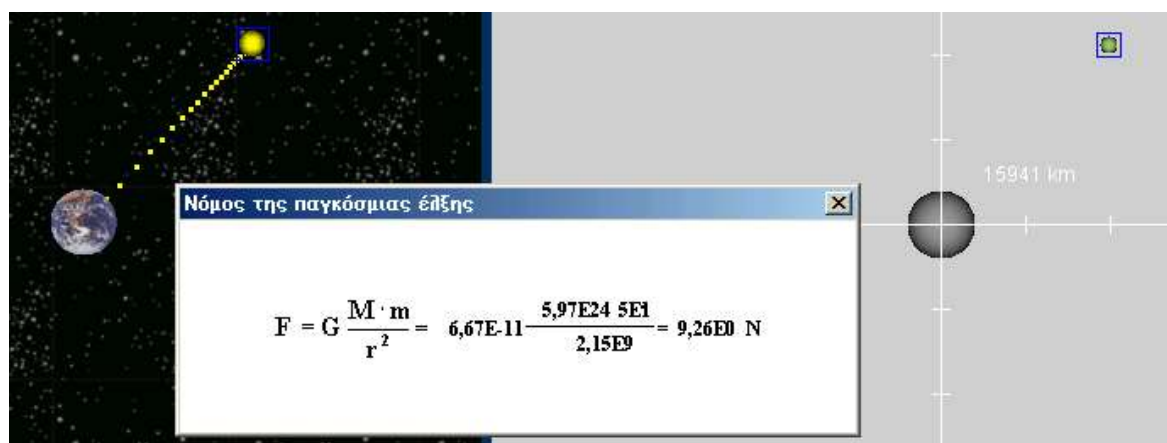 15941 km
Νόμος της παγκόσμιας έλξης
F = G M · m / r² = 6,67E-11 5,97E24 5E1 / 2,15E9 = 9,26E0 N